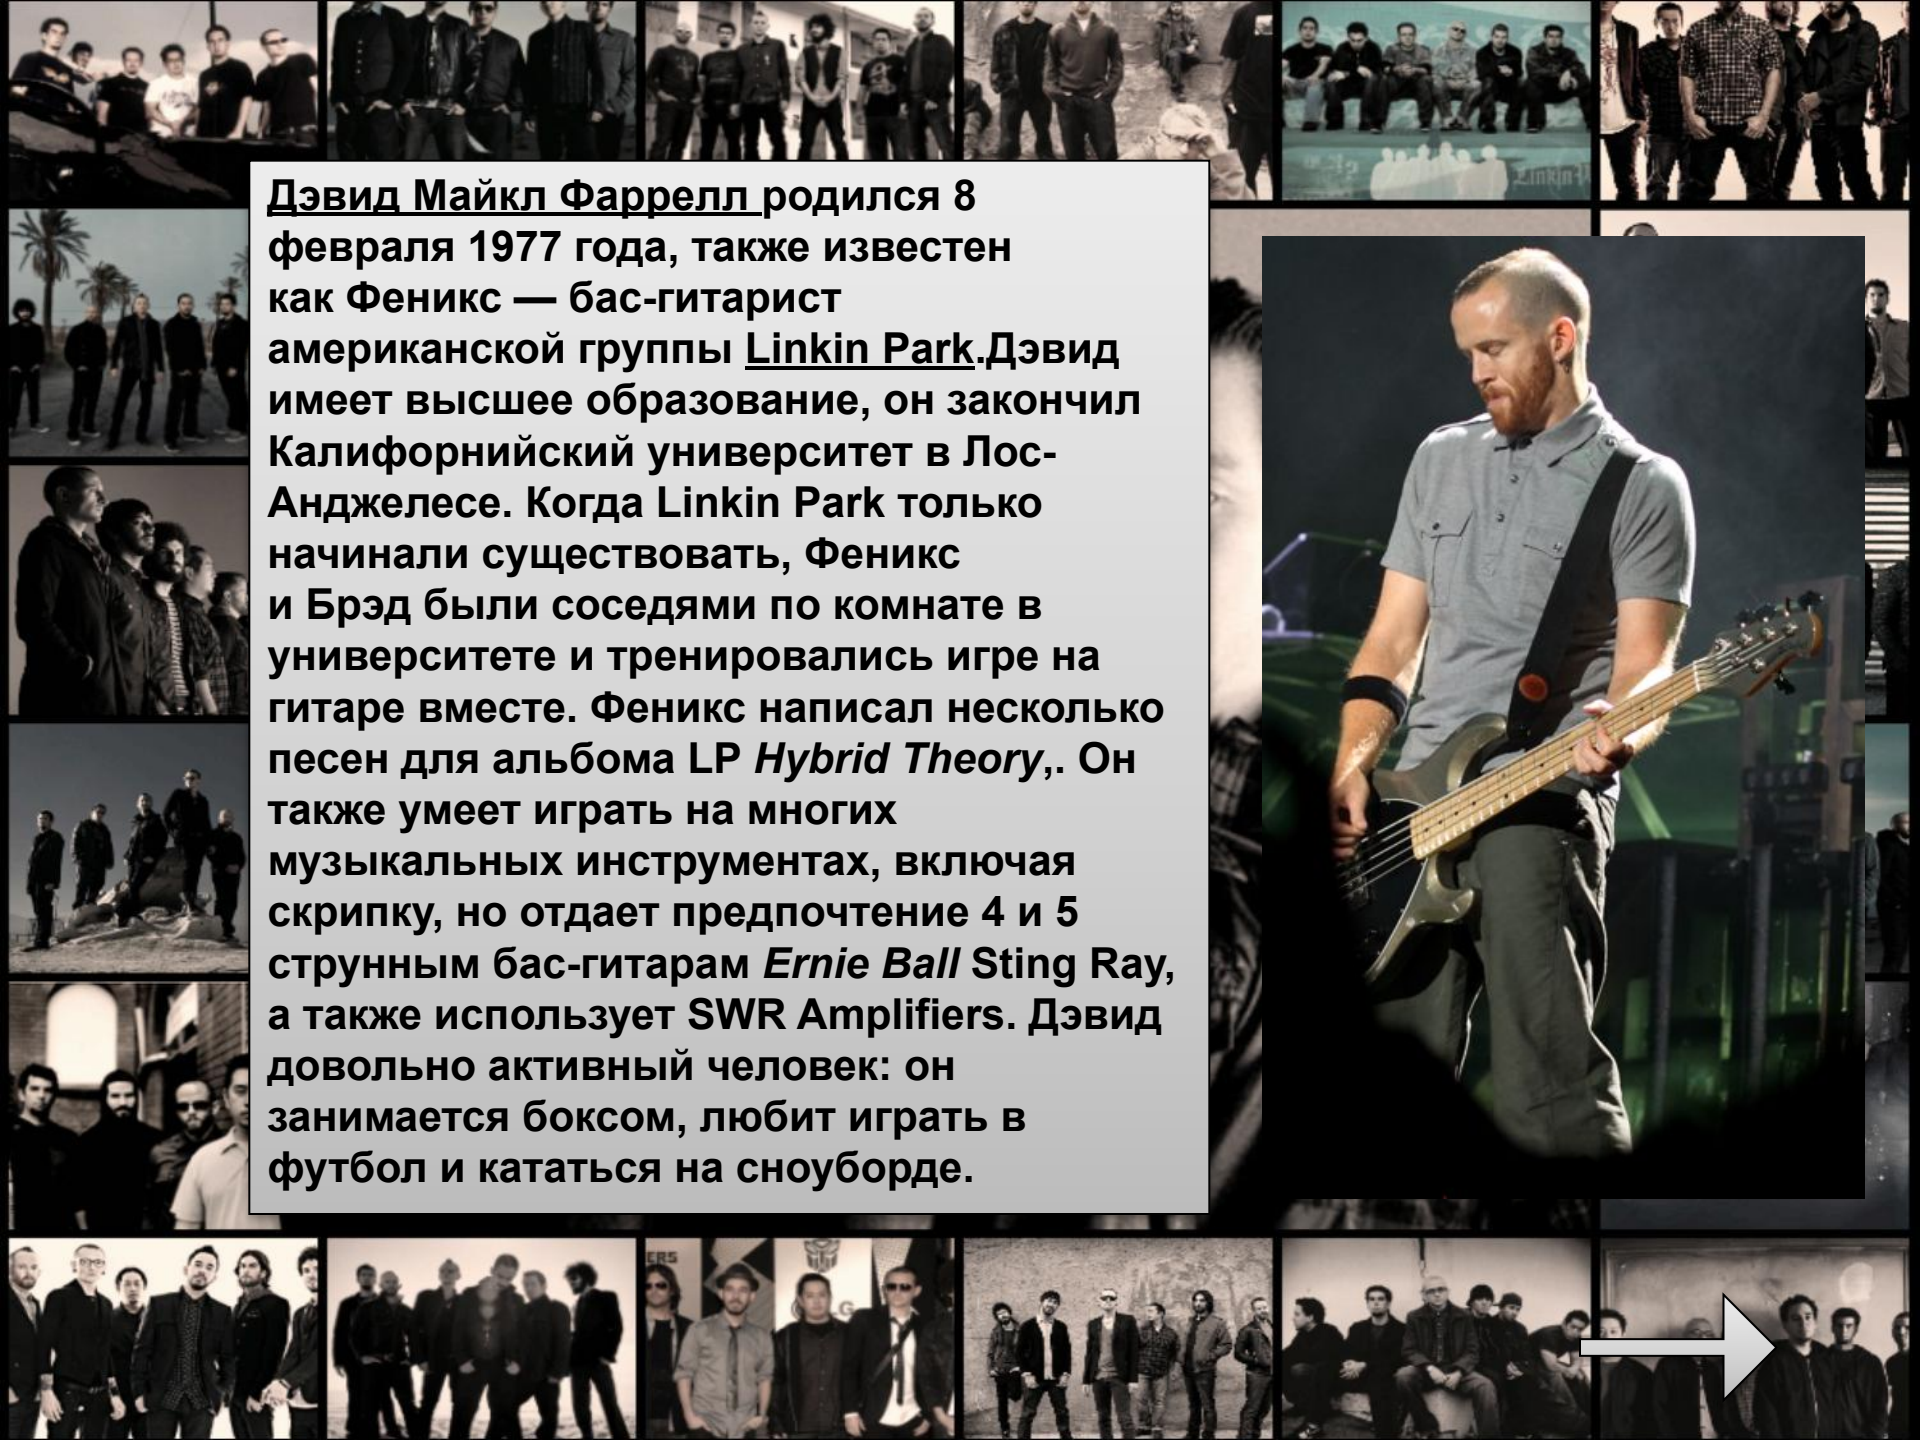 Дэвид Майкл Фаррелл родился 8
февраля 1977 года, также известен
как Феникс — бас-гитарист
американской группы Linkin Park.Дэвид
имеет высшее образование, он закончил
Калифорнийский университет в Лос-
Анджелесе. Когда Linkin Park только
начинали существовать, Феникс
и Брэд были соседями по комнате в
университете и тренировались игре на
гитаре вместе. Феникс написал несколько
песен для альбома LP Hybrid Theory,. Он
также умеет играть на многих
музыкальных инструментах, включая
скрипку, но отдает предпочтение 4 и 5
струнным бас-гитарам Ernie Ball Sting Ray,
а также использует SWR Amplifiers. Дэвид
довольно активный человек: он
занимается боксом, любит играть в
футбол и кататься на сноуборде.